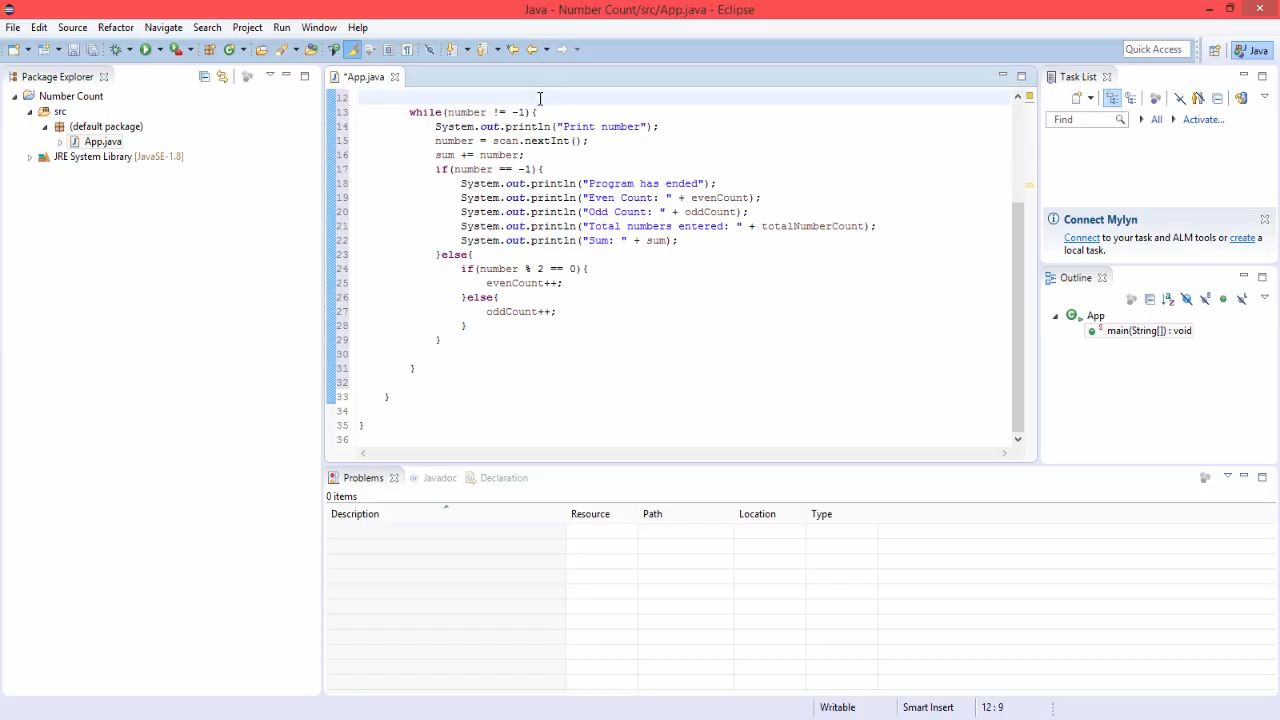 Java - Number Count/src/App.java - Eclipse
File Edit Source Refactor Navigate Search Project Run Window Help
Quick Access
Java
Package Explorer
Number Count
src
(default package)
App.java
JRE System Library [JavaSE-1.8]
*App.java
12
13 while(number != -1){
14 System.out.println("Print number");
15 number = scan.nextInt();
16 sum += number;
17 if(number == -1){
18 System.out.println("Program has ended");
19 System.out.println("Even Count: " + evenCount);
20 System.out.println("Odd Count: " + oddCount);
21 System.out.println("Total numbers entered: " + totalNumberCount);
22 System.out.println("Sum: " + sum);
23 }else{
24 if(number % 2 == 0){
25 evenCount++;
26 }else{
27 oddCount++;
28 }
29 }
30
31 }
32
33 }
34
35 }
36
Task List
Find All Activate...
Connect Mylyn
Connect to your task and ALM tools or create a
local task.
Outline
App
main(String[]) : void
Problems Javadoc Declaration
0 items
Description Resource Path Location Type
Writable Smart Insert 12 : 9